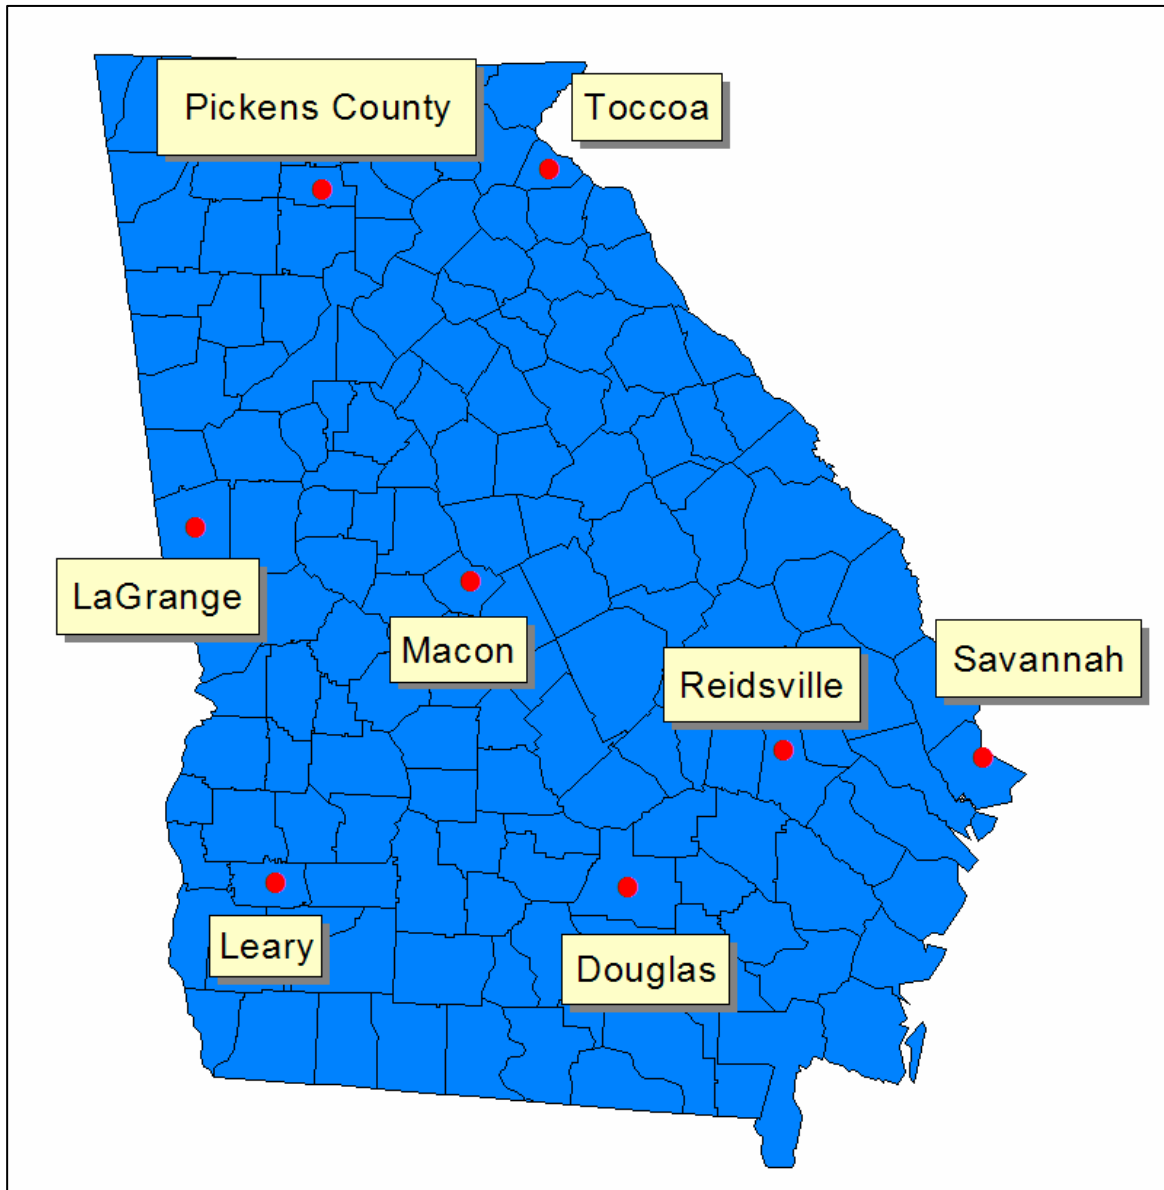 Pickens County
Toccoa
LaGrange
Macon
Reidsville
Savannah
Leary
Douglas